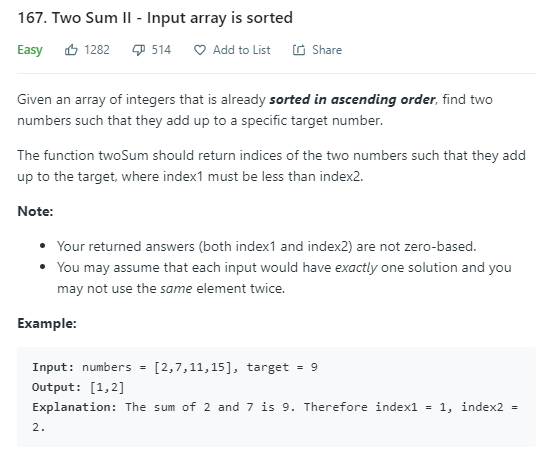 167. Two Sum II - Input array is sorted
Easy 1282 514 Add to List Share
Given an array of integers that is already sorted in ascending order, find two
numbers such that they add up to a specific target number.
The function twoSum should return indices of the two numbers such that they add
up to the target, where index1 must be less than index2.
Note:
• Your returned answers (both index1 and index2) are not zero-based.
• You may assume that each input would have exactly one solution and you
may not use the same element twice.
Example:
Input: numbers = [2,7,11,15], target = 9
Output: [1,2]
Explanation: The sum of 2 and 7 is 9. Therefore index1 = 1, index2 =
2.